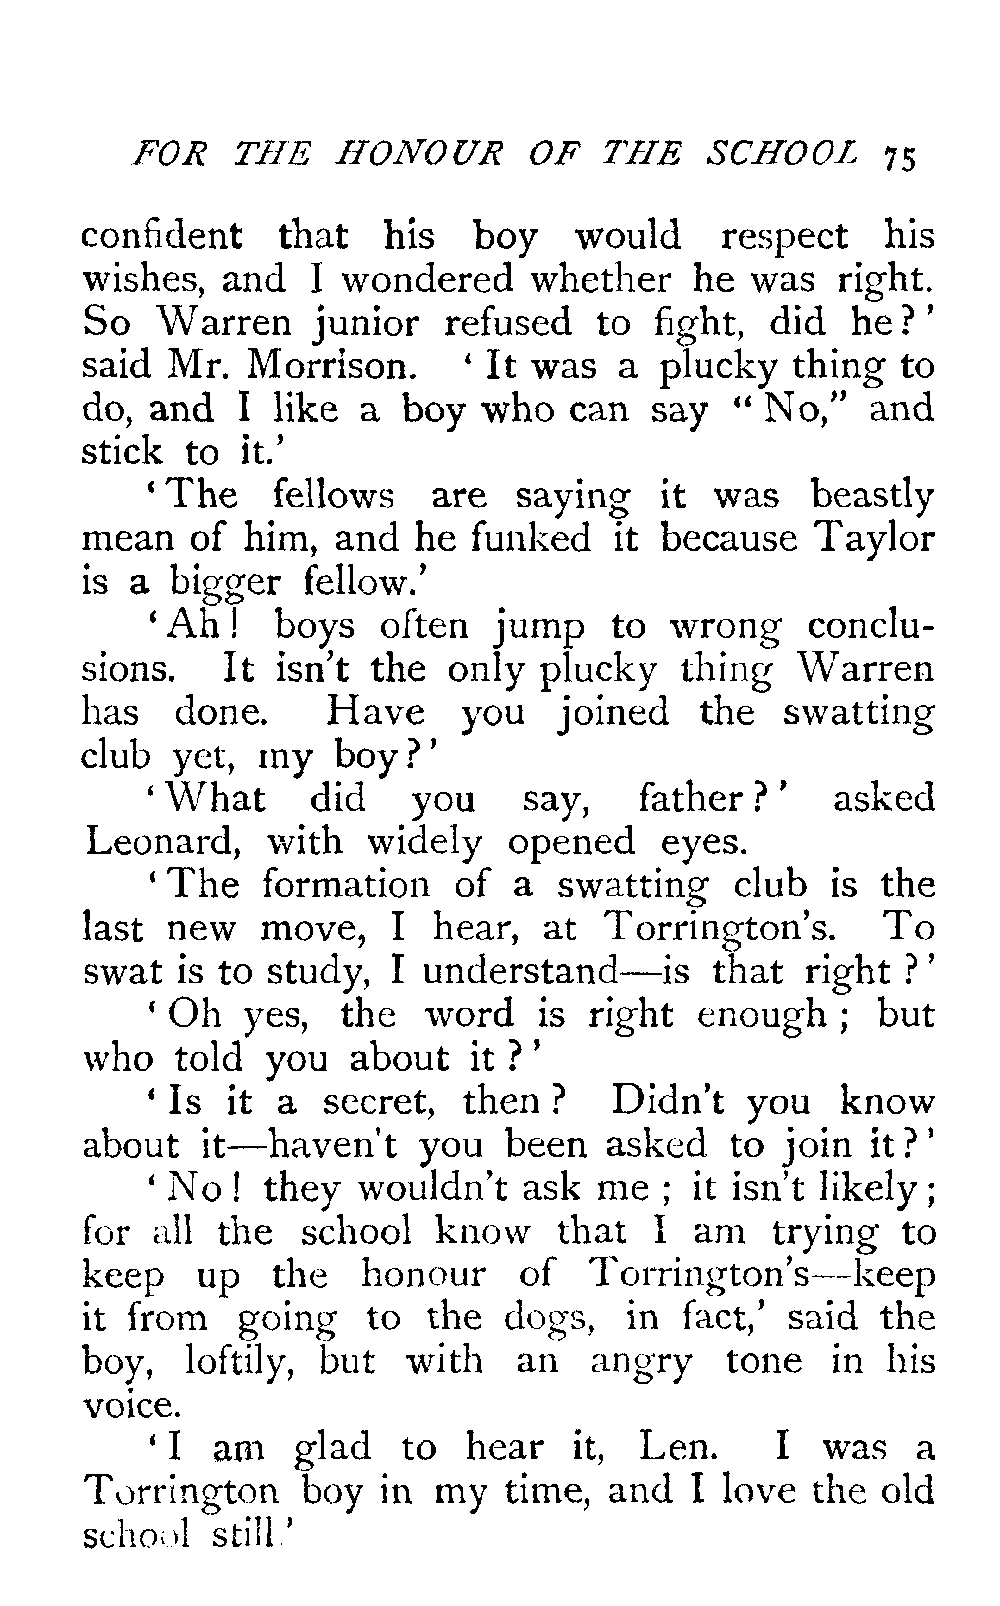 FOR THE HONOUR OF THE SCHOOL 75
confident that his boy would respect his
wishes, and I wondered whether he was right.
So Warren junior refused to fight, did he?'
said Mr. Morrison. ‘It was a plucky thing to
do, and I like a boy who can say “No,” and
stick to it.’
‘The fellows are saying it was beastly
mean of him, and he funked it because Taylor
is a bigger fellow.’
‘Ah! boys often jump to wrong conclu-
sions. It isn’t the only plucky thing Warren
has done. Have you joined the swatting
club yet, my boy?’
‘What did you say, father?’ asked
Leonard, with widely opened eyes.
‘The formation of a swatting club is the
last new move, I hear, at Torrington’s. To
swat is to study, I understand—is that right?’
‘Oh yes, the word is right enough; but
who told you about it?’
‘Is it a secret, then? Didn’t you know
about it—haven’t you been asked to join it?’
‘No! they wouldn’t ask me; it isn’t likely;
for all the school know that I am trying to
keep up the honour of Torrington’s—keep
it from going to the dogs, in fact,’ said the
boy, loftily, but with an angry tone in his
voice.
‘I am glad to hear it, Len. I was a
Torrington boy in my time, and I love the old
school still.’